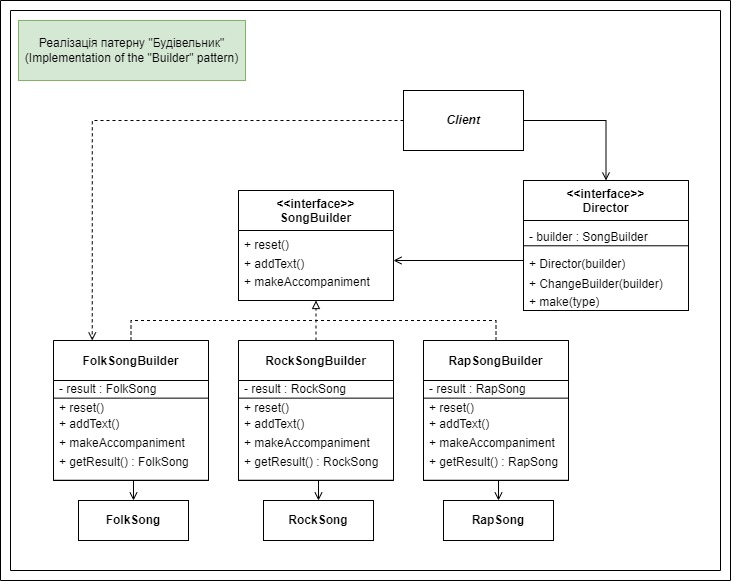 Реалізація патерну "Будівельник"
(Implementation of the "Builder" pattern)
Client
<<interface>>
SongBuilder
+ reset()
+ addText()
+ makeAccompaniment
<<interface>>
Director
- builder : SongBuilder
+ Director(builder)
+ ChangeBuilder(builder)
+ make(type)
FolkSongBuilder
- result : FolkSong
+ reset()
+ addText()
+ makeAccompaniment
+ getResult() : FolkSong
RockSongBuilder
- result : RockSong
+ reset()
+ addText()
+ makeAccompaniment
+ getResult() : RockSong
RapSongBuilder
- result : RapSong
+ reset()
+ addText()
+ makeAccompaniment
+ getResult() : RapSong
FolkSong
RockSong
RapSong